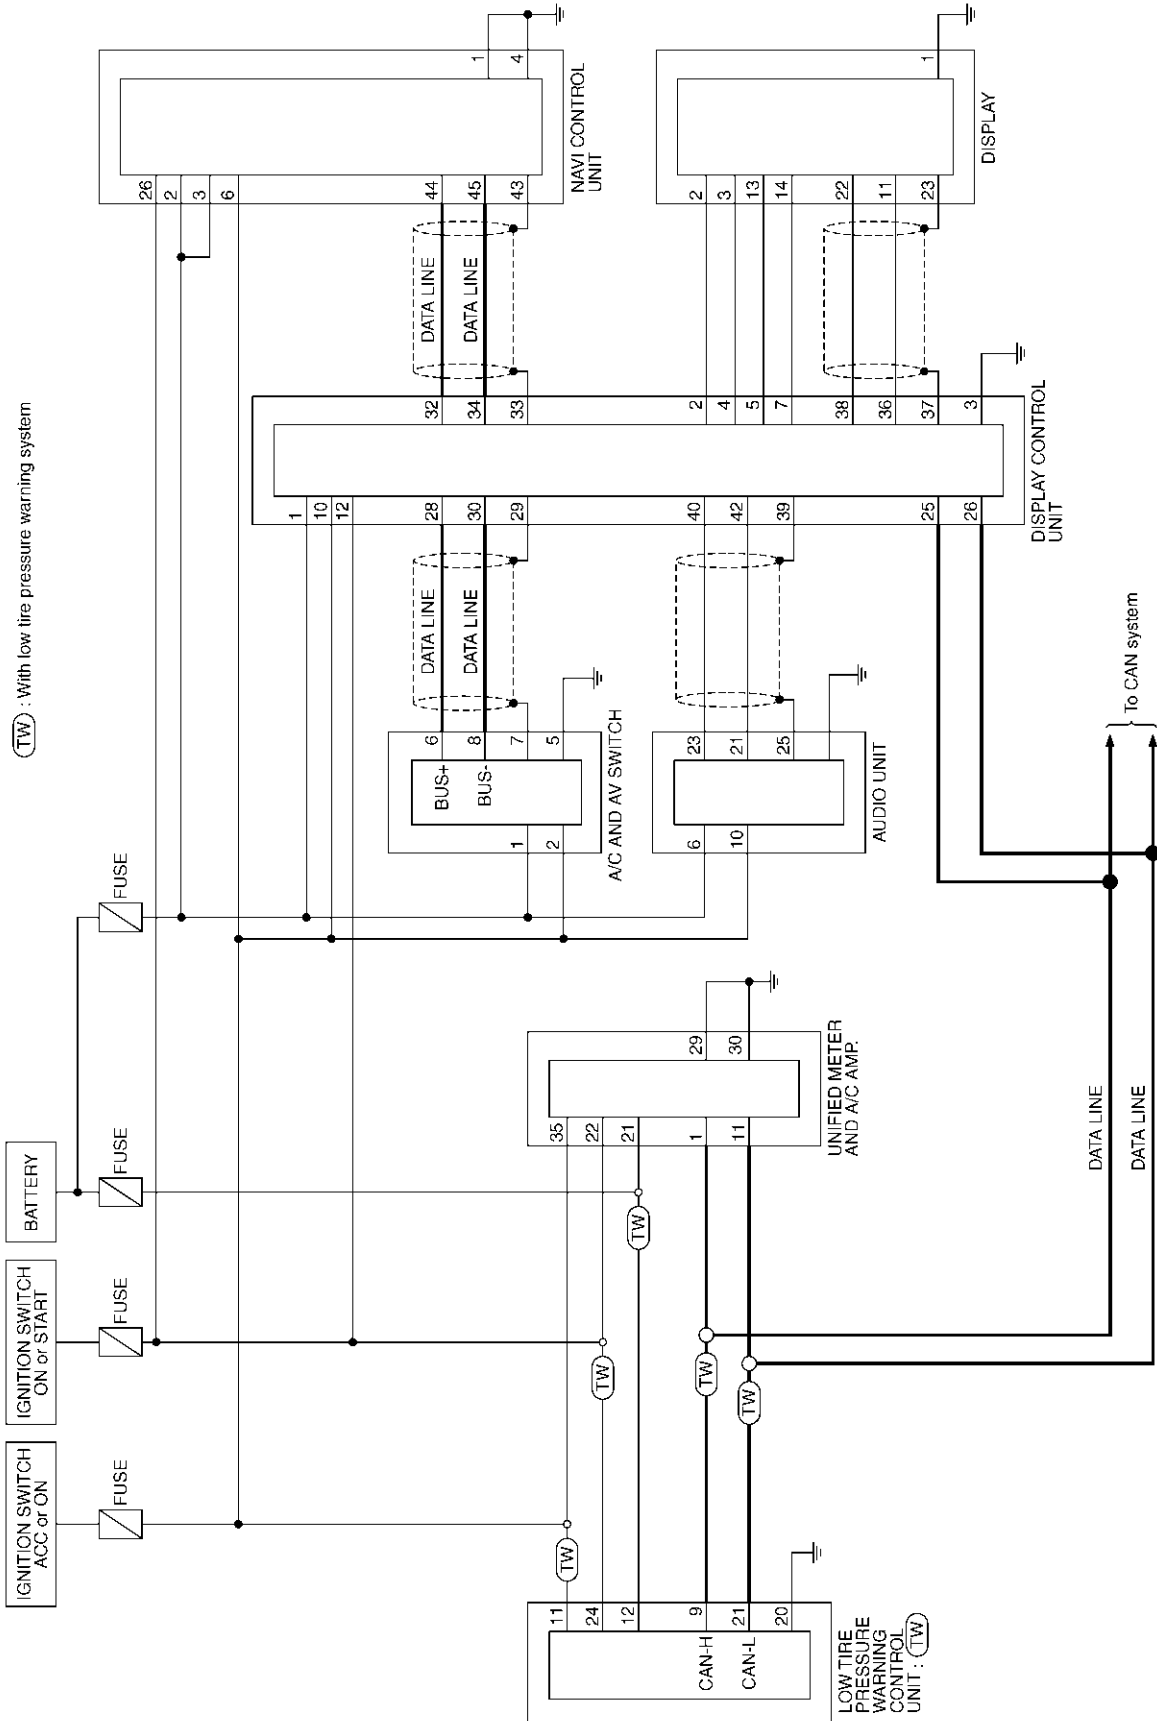 TW : With low tire pressure warning system
IGNITION SWITCH
ACC or ON
IGNITION SWITCH
ON or START
BATTERY
FUSE
FUSE
FUSE
FUSE
26
2
3
6
44
45
43
1
4
NAVI CONTROL
UNIT
DATA LINE
DATA LINE
2
3
13
14
22
11
23
1
DISPLAY
32
34
33
2
4
5
7
38
36
37
3
1
10
12
28
30
29
40
42
39
25
26
DISPLAY CONTROL
UNIT
DATA LINE
DATA LINE
6
8
7
5
BUS+
BUS-
1
2
A/C AND AV SWITCH
23
21
25
6
10
AUDIO UNIT
To CAN system
29
30
35
22
21
1
11
UNIFIED METER
AND A/C AMP.
TW
TW
TW
TW
TW
DATA LINE
DATA LINE
11
24
12
9
21
20
CAN-H
CAN-L
LOW TIRE
PRESSURE
WARNING
CONTROL
UNIT : TW